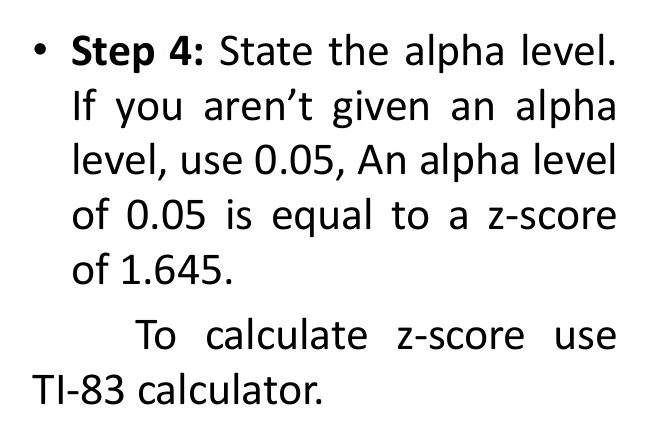 • Step 4: State the alpha level.
If you aren’t given an alpha
level, use 0.05, An alpha level
of 0.05 is equal to a z-score
of 1.645.
To calculate z-score use
TI-83 calculator.